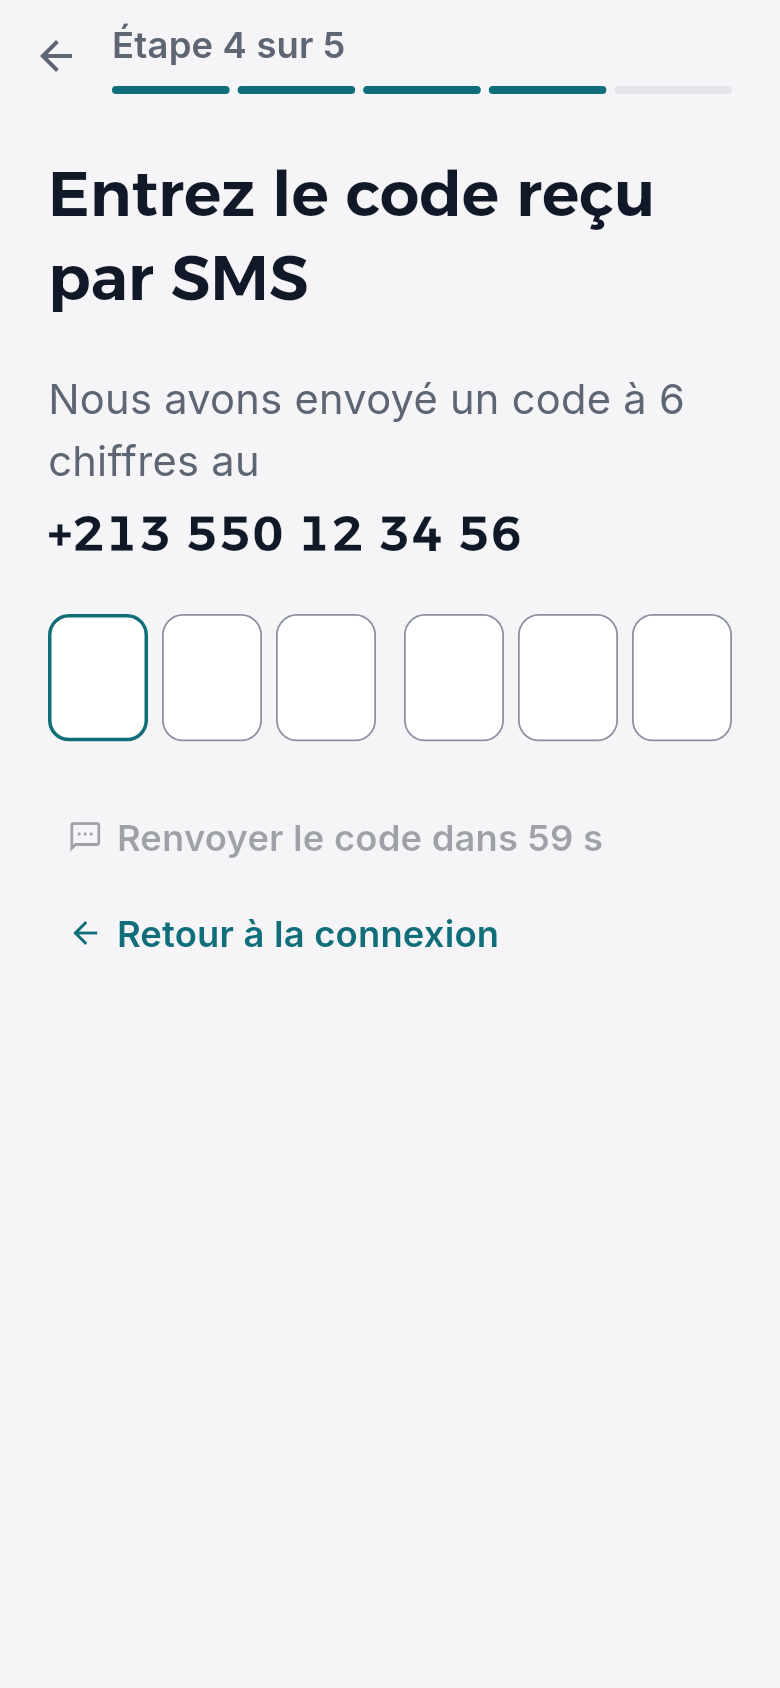 Étape 4 sur 5
Entrez le code reçu
par SMS
Nous avons envoyé un code à 6
chiffres au
+213 550 12 34 56
Renvoyer le code dans 59 s
Retour à la connexion